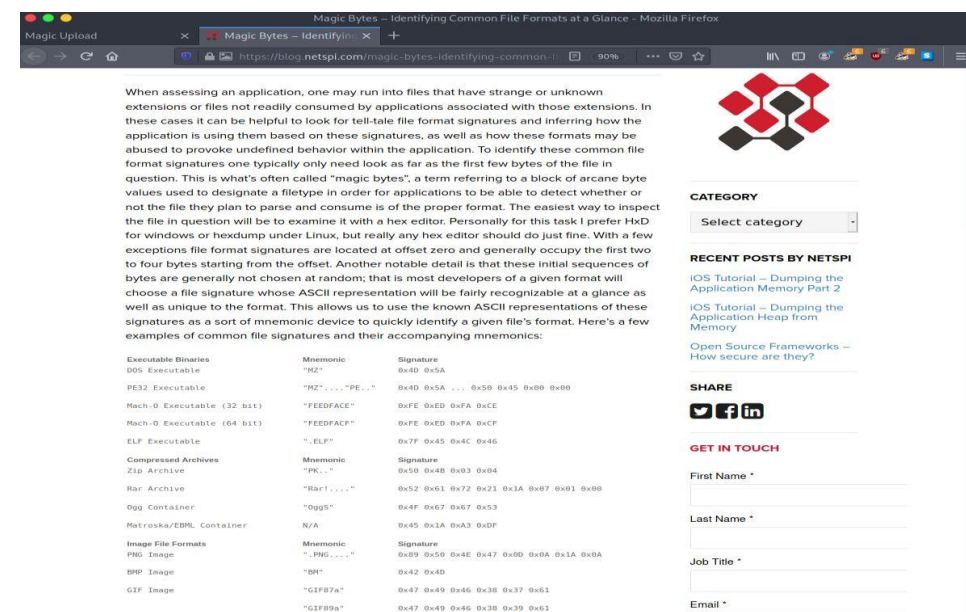 Magic Bytes – Identifying Common File Formats at a Glance - Mozilla Firefox
Magic Upload
Magic Bytes – Identifying
https://blog.netspi.com/magic-bytes-identifying-common-
90%
When assessing an application, one may run into files that have strange or unknown
extensions or files not readily consumed by applications associated with those extensions. In
these cases it can be helpful to look for tell-tale file format signatures and inferring how the
application is using them based on these signatures, as well as how these formats may be
abused to provoke undefined behavior within the application. To identify these common file
format signatures one typically only need look as far as the first few bytes of the file in
question. This is what's often called "magic bytes", a term referring to a block of arcane byte
values used to designate a filetype in order for applications to be able to detect whether or
not the file they plan to parse and consume is of the proper format. The easiest way to inspect
the file in question will be to examine it with a hex editor. Personally for this task I prefer HxD
for windows or hexdump under Linux, but really any hex editor should do just fine. With a few
exceptions file format signatures are located at offset zero and generally occupy the first two
to four bytes starting from the offset. Another notable detail is that these initial sequences of
bytes are generally not chosen at random; that is most developers of a given format will
choose a file signature whose ASCII representation will be fairly recognizable at a glance as
well as unique to the format. This allows us to use the known ASCII representations of these
signatures as a sort of mnemonic device to quickly identify a given file's format. Here's a few
examples of common file signatures and their accompanying mnemonics:
Executable Binaries Mnemonic Signature
DOS Executable "MZ" 0x4D 0x5A
PE32 Executable "MZ"...."PE.." 0x4D 0x5A ... 0x50 0x45 0x00 0x00
Mach-O Executable (32 bit) "FEEDFACE" 0xFE 0xED 0xFA 0xCE
Mach-O Executable (64 bit) "FEEDFACF" 0xFE 0xED 0xFA 0xCF
ELF Executable ".ELF" 0x7F 0x45 0x4C 0x46
Compressed Archives Mnemonic Signature
Zip Archive "PK.." 0x50 0x4B 0x03 0x04
Rar Archive "Rar!...." 0x52 0x61 0x72 0x21 0x1A 0x07 0x01 0x00
Ogg Container "OggS" 0x4F 0x67 0x67 0x53
Matroska/EBML Container N/A 0x45 0x1A 0xA3 0xDF
Image File Formats Mnemonic Signature
PNG Image ".PNG...." 0x89 0x50 0x4E 0x47 0x0D 0x0A 0x1A 0x0A
BMP Image "BM" 0x42 0x4D
GIF Image "GIF87a" 0x47 0x49 0x46 0x38 0x37 0x61
"GIF89a" 0x47 0x49 0x46 0x38 0x39 0x61
CATEGORY
Select category
RECENT POSTS BY NETSPI
iOS Tutorial – Dumping the
Application Memory Part 2
iOS Tutorial – Dumping the
Application Heap from
Memory
Open Source Frameworks –
How secure are they?
SHARE
GET IN TOUCH
First Name *
Last Name *
Job Title *
Email *